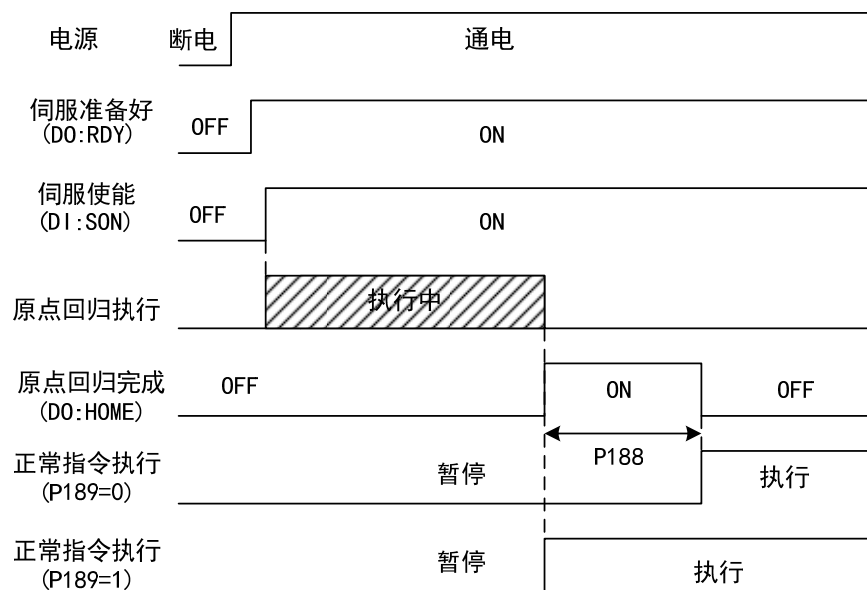 电源 断电 通电
伺服准备好
(DO:RDY) OFF ON
伺服使能
(DI:SON) OFF ON
原点回归执行 执行中
原点回归完成
(DO:HOME) OFF ON OFF
P188
正常指令执行
(P189=0) 暂停 执行
正常指令执行
(P189=1) 暂停 执行